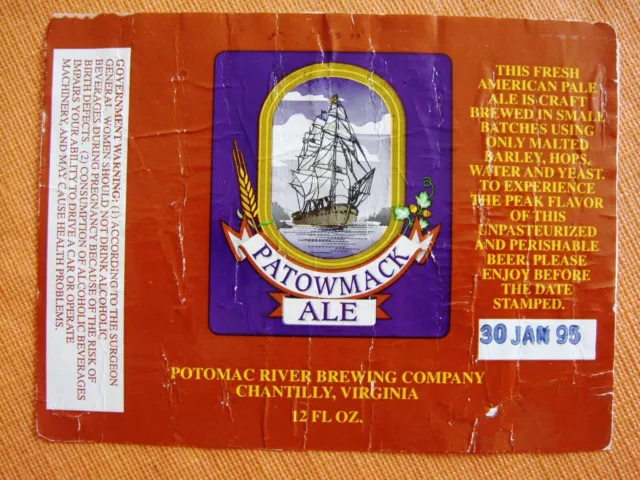 GOVERNMENT WARNING: (1) ACCORDING TO THE SURGEON
GENERAL, WOMEN SHOULD NOT DRINK ALCOHOLIC
BEVERAGES DURING PREGNANCY BECAUSE OF THE RISK OF
BIRTH DEFECTS. (2) CONSUMPTION OF ALCOHOLIC BEVERAGES
IMPAIRS YOUR ABILITY TO DRIVE A CAR OR OPERATE
MACHINERY, AND MAY CAUSE HEALTH PROBLEMS.
PATOWMACK
ALE
POTOMAC RIVER BREWING COMPANY
CHANTILLY, VIRGINIA
12 FL OZ.
THIS FRESH
AMERICAN PALE
ALE IS CRAFT
BREWED IN SMALL
BATCHES USING
ONLY MALTED
BARLEY, HOPS,
WATER AND YEAST.
TO EXPERIENCE
THE PEAK FLAVOR
OF THIS
UNPASTEURIZED
AND PERISHABLE
BEER, PLEASE
ENJOY BEFORE
THE DATE
STAMPED.
30 JAN 95